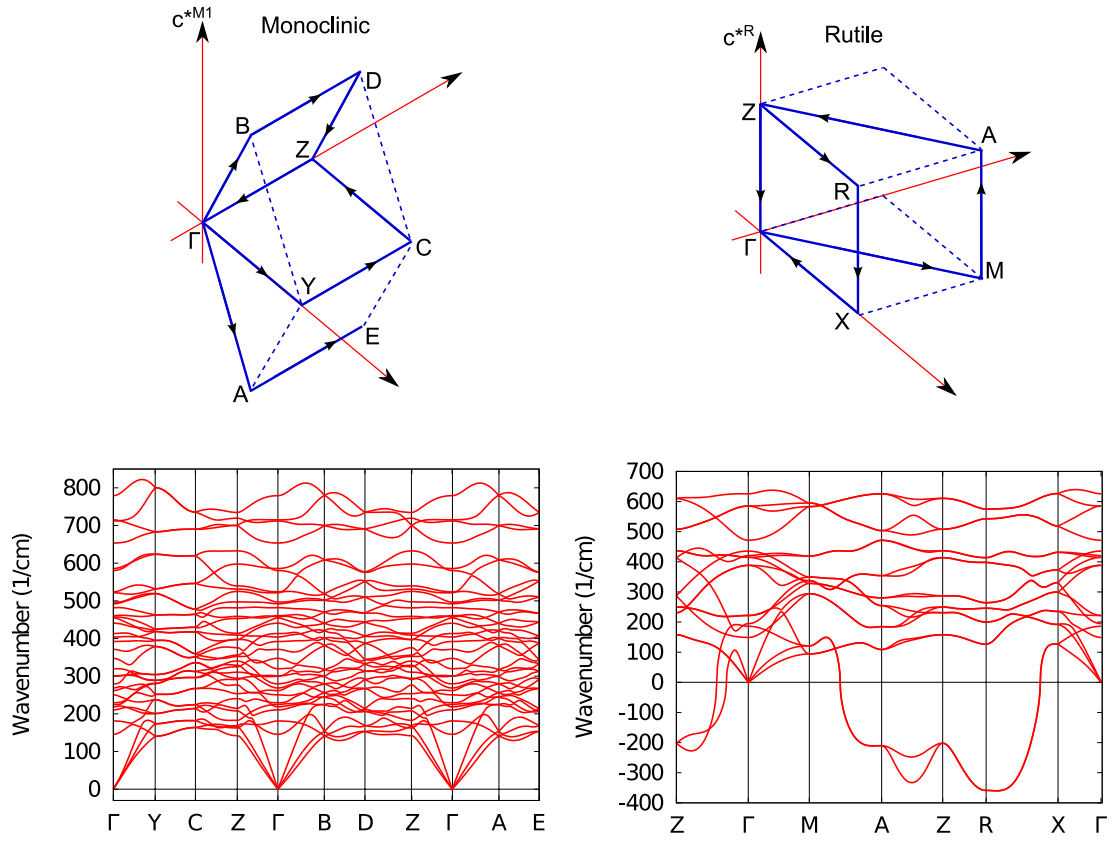 c*M1
Monoclinic
D
B
Z
Γ
C
Y
E
A
c*R
Rutile
Z
A
R
Γ
M
X
Wavenumber (1/cm)
800
700
600
500
400
300
200
100
0
Γ Y C Z Γ B D Z Γ A E
Wavenumber (1/cm)
700
600
500
400
300
200
100
0
-100
-200
-300
-400
Z Γ M A Z R X Γ